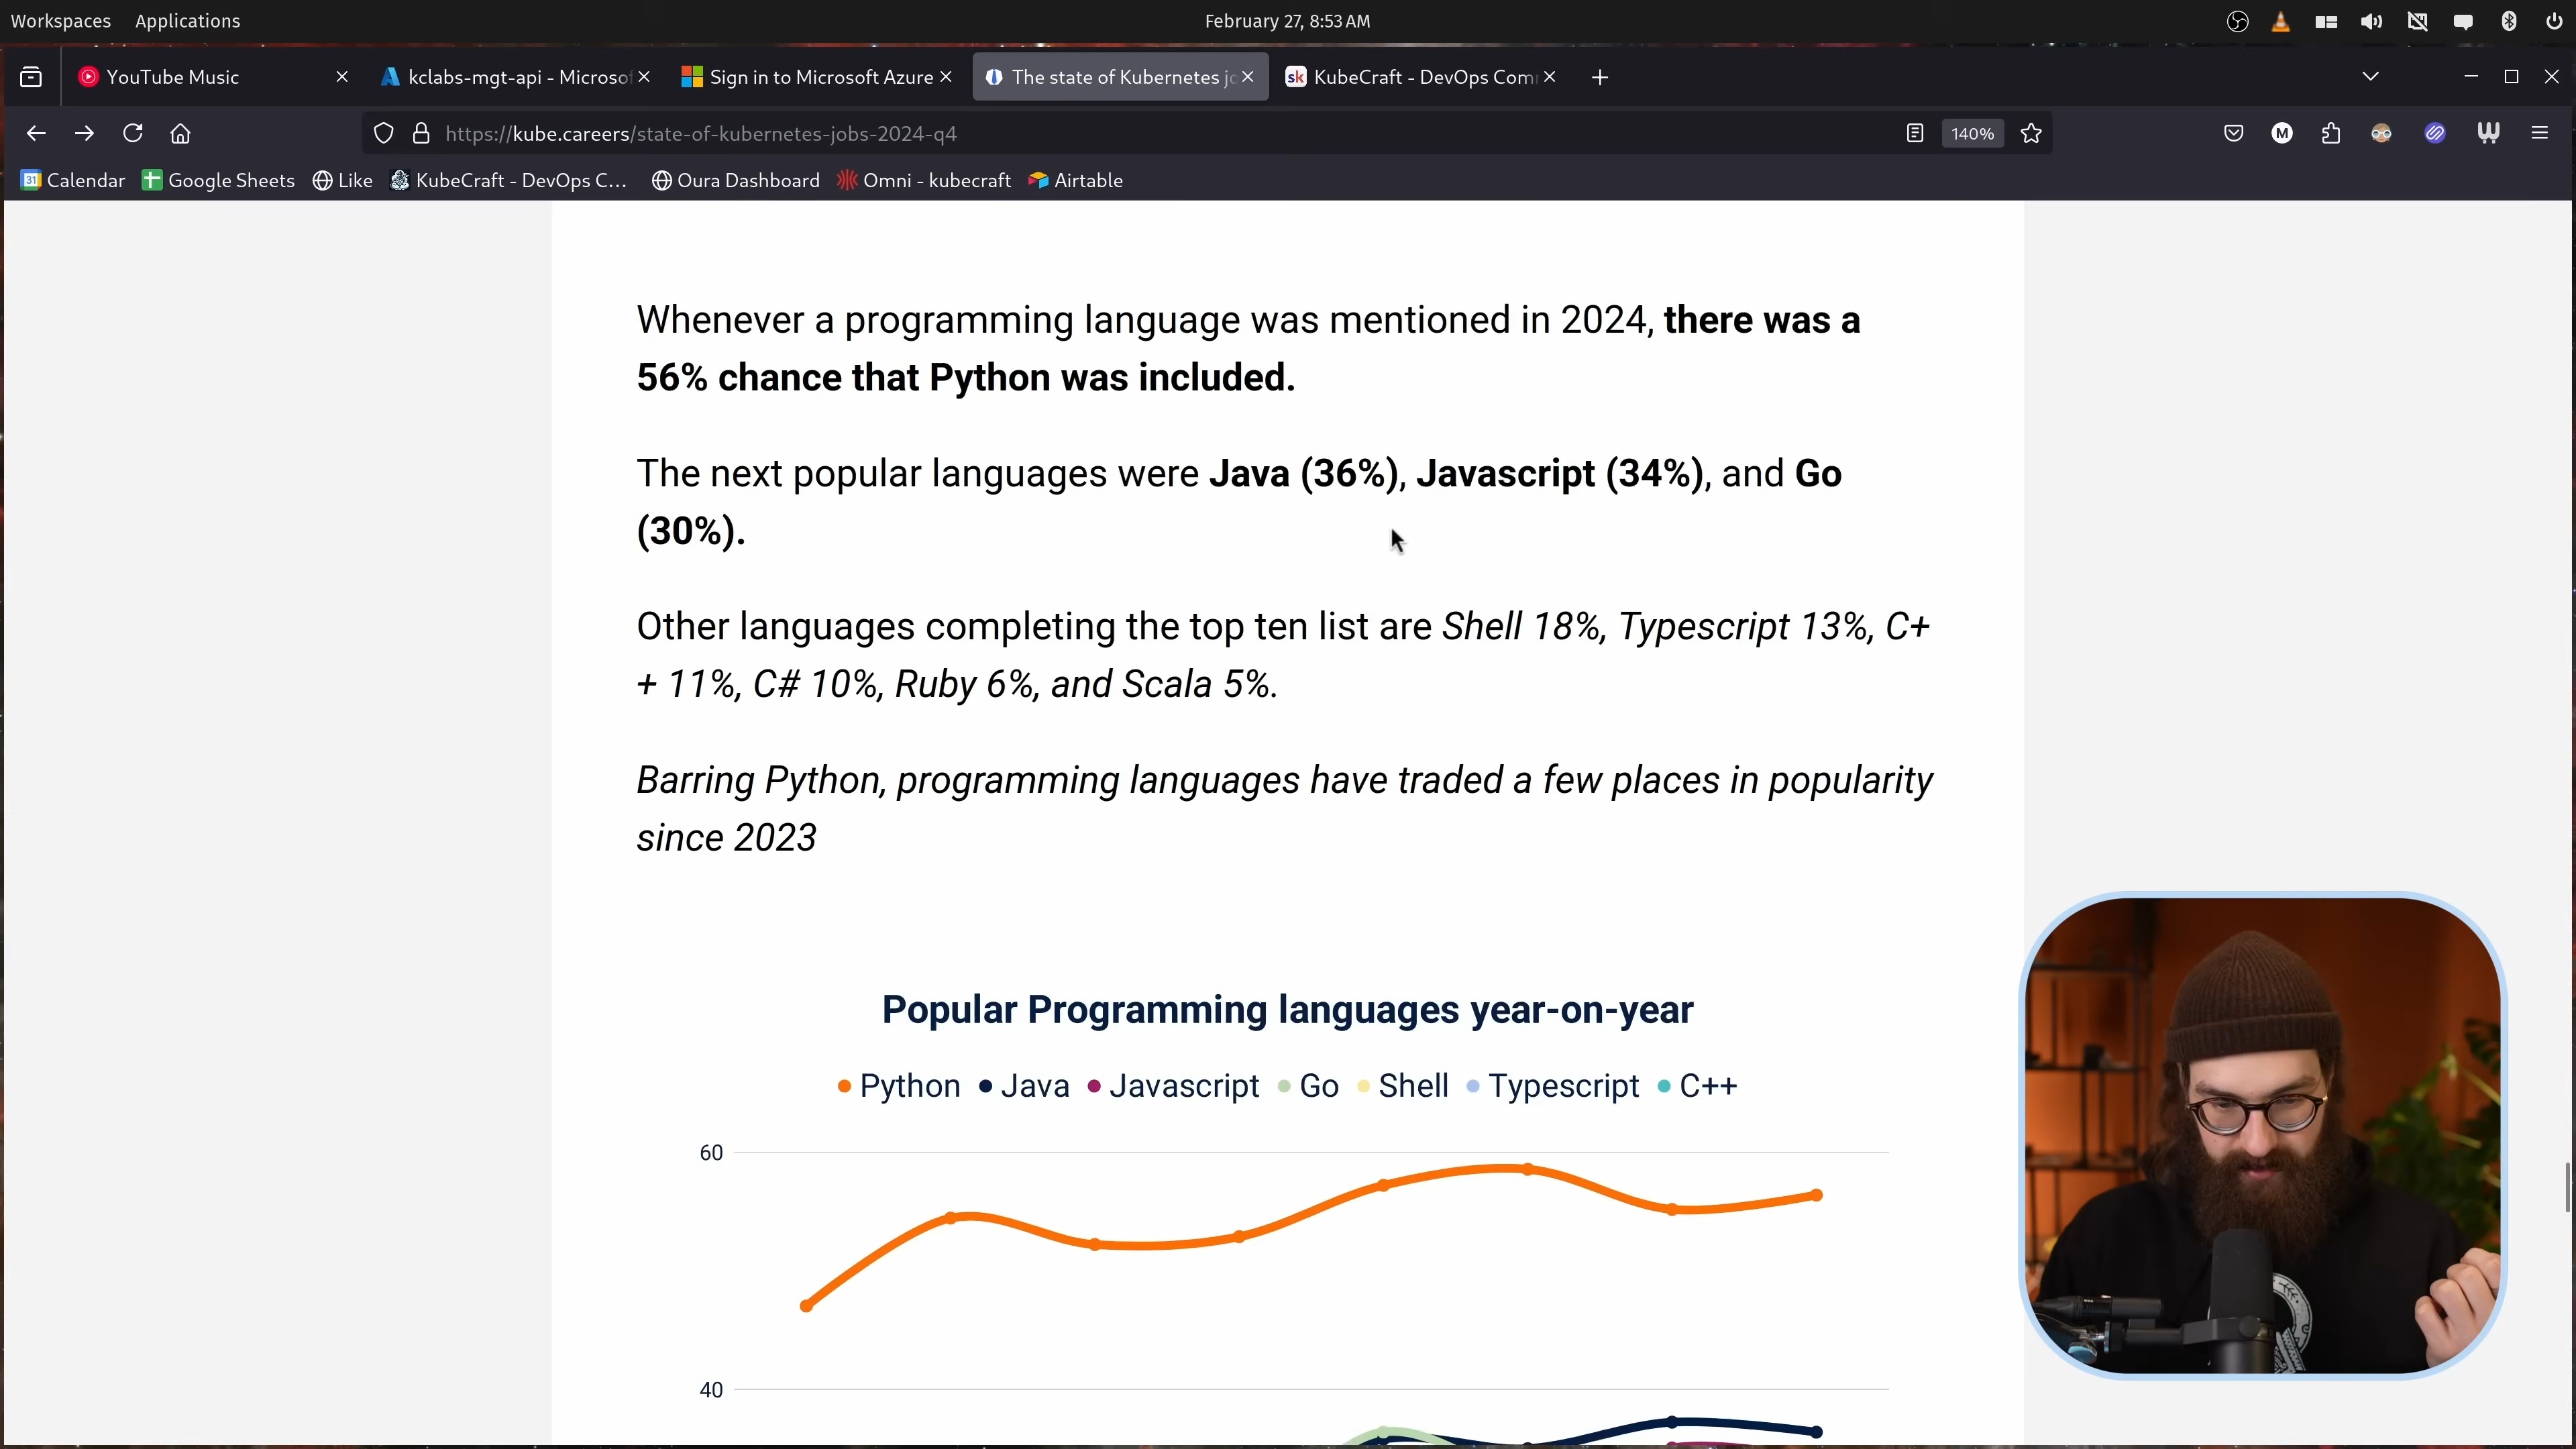 Workspaces Applications February 27, 8:53 AM
YouTube Music kclabs-mgt-api - Microsof Sign in to Microsoft Azure The state of Kubernetes jo sk KubeCraft - DevOps Com
https://kube.careers/state-of-kubernetes-jobs-2024-q4 140% M
31 Calendar Google Sheets Like KubeCraft - DevOps C... Oura Dashboard Omni - kubecraft Airtable
Whenever a programming language was mentioned in 2024, there was a
56% chance that Python was included.
The next popular languages were Java (36%), Javascript (34%), and Go
(30%).
Other languages completing the top ten list are Shell 18%, Typescript 13%, C+
+ 11%, C# 10%, Ruby 6%, and Scala 5%.
Barring Python, programming languages have traded a few places in popularity
since 2023
Popular Programming languages year-on-year
Python Java Javascript Go Shell Typescript C++
60
40